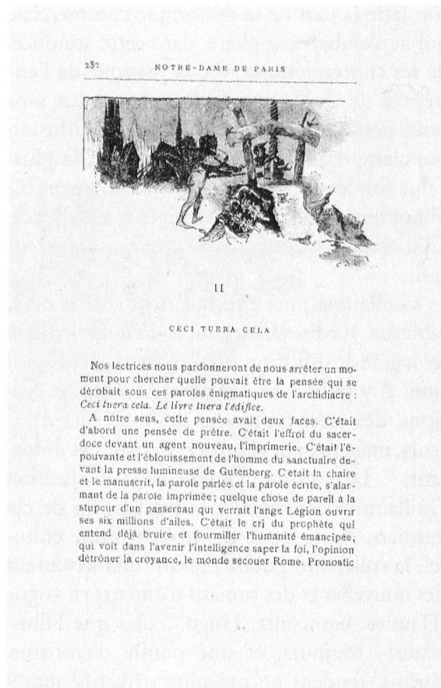 232 NOTRE-DAME DE PARIS
II
CECI TUERA CELA
Nos lectrices nous pardonneront de nous arrêter un mo-
ment pour chercher quelle pouvait être la pensée qui se
dérobait sous ces paroles énigmatiques de l'archidiacre :
Ceci tuera cela. Le livre tuera l'édifice.
A notre sens, cette pensée avait deux faces. C'était
d'abord une pensée de prêtre. C'était l'effroi du sacer-
doce devant un agent nouveau, l'imprimerie. C'était l'é-
pouvante et l'éblouissement de l'homme du sanctuaire de-
vant la presse lumineuse de Gutenberg. C'était la chaire
et le manuscrit, la parole parlée et la parole écrite, s'alar-
mant de la parole imprimée; quelque chose de pareil à la
stupeur d'un passereau qui verrait l'ange Légion ouvrir
ses six millions d'ailes. C'était le cri du prophète qui
entend déjà bruire et fourmiller l'humanité émancipée,
qui voit dans l'avenir l'intelligence saper la foi, l'opinion
détrôner la croyance, le monde secouer Rome. Pronostic